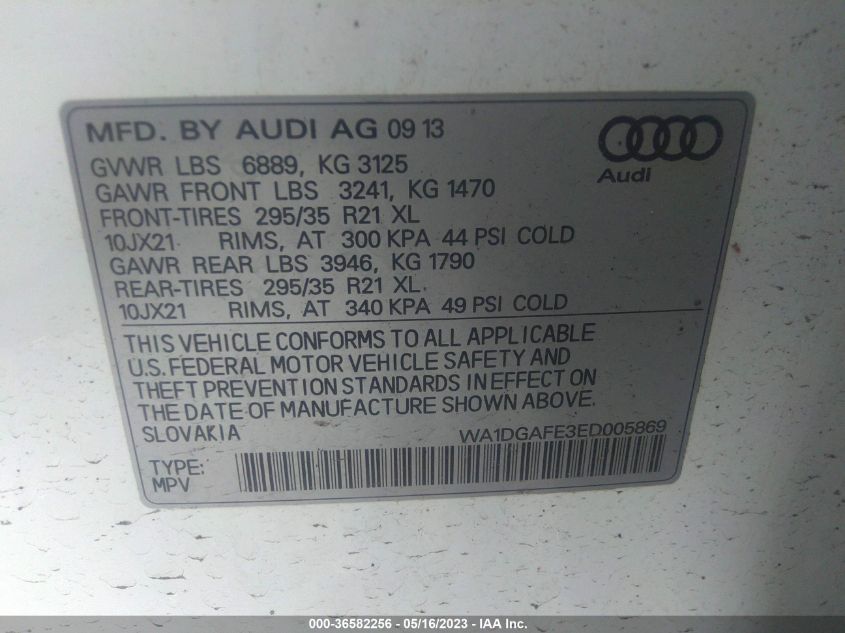 MFD. BY AUDI AG 09 13
Audi
GVWR LBS 6889, KG 3125
GAWR FRONT LBS 3241, KG 1470
FRONT-TIRES 295/35 R21 XL
10JX21 RIMS, AT 300 KPA 44 PSI COLD
GAWR REAR LBS 3946, KG 1790
REAR-TIRES 295/35 R21 XL
10JX21 RIMS, AT 340 KPA 49 PSI COLD
THIS VEHICLE CONFORMS TO ALL APPLICABLE
U.S. FEDERAL MOTOR VEHICLE SAFETY AND
THEFT PREVENTION STANDARDS IN EFFECT ON
THE DATE OF MANUFACTURE SHOWN ABOVE.
SLOVAKIA WA1DGAFE3ED005869
TYPE:
MPV
000-36582256 - 05/16/2023 - WA1Inc.